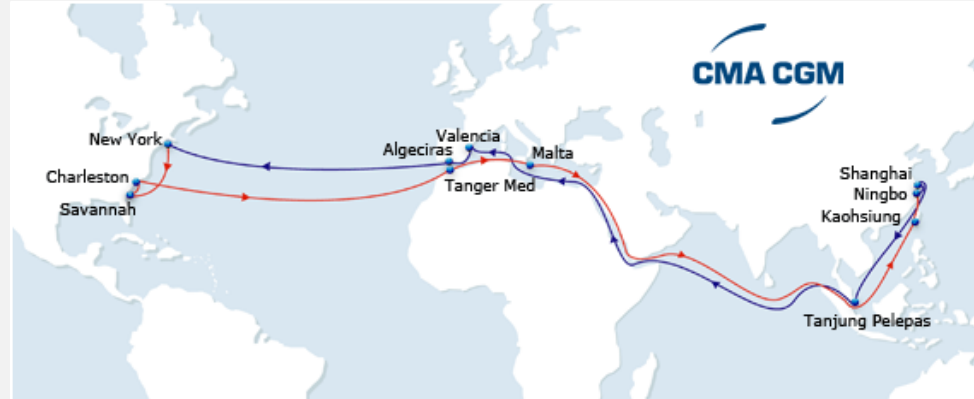 CMA CGM
New York
Valencia
Algeciras
Malta
Charleston
Tanger Med
Savannah
Shanghai
Ningbo
Kaohsiung
Tanjung Pelepas